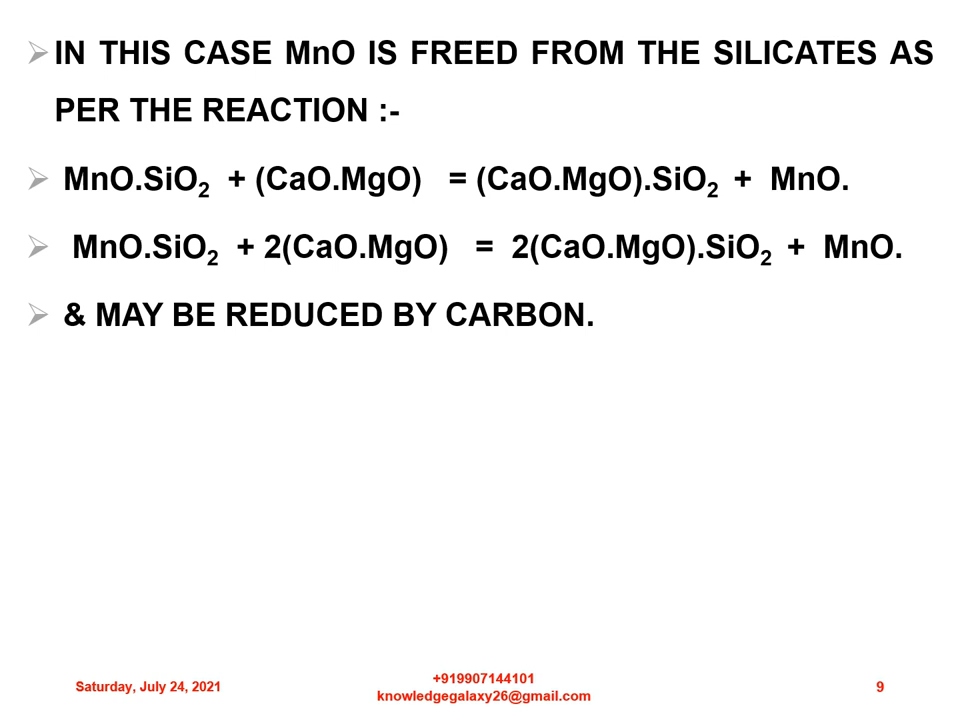 ➢ IN THIS CASE MnO IS FREED FROM THE SILICATES AS
PER THE REACTION :-
➢ MnO.SiO₂ + (CaO.MgO) = (CaO.MgO).SiO₂ + MnO.
➢ MnO.SiO₂ + 2(CaO.MgO) = 2(CaO.MgO).SiO₂ + MnO.
➢ & MAY BE REDUCED BY CARBON.
Saturday, July 24, 2021
+919907144101
knowledgegalaxy26@gmail.com
9